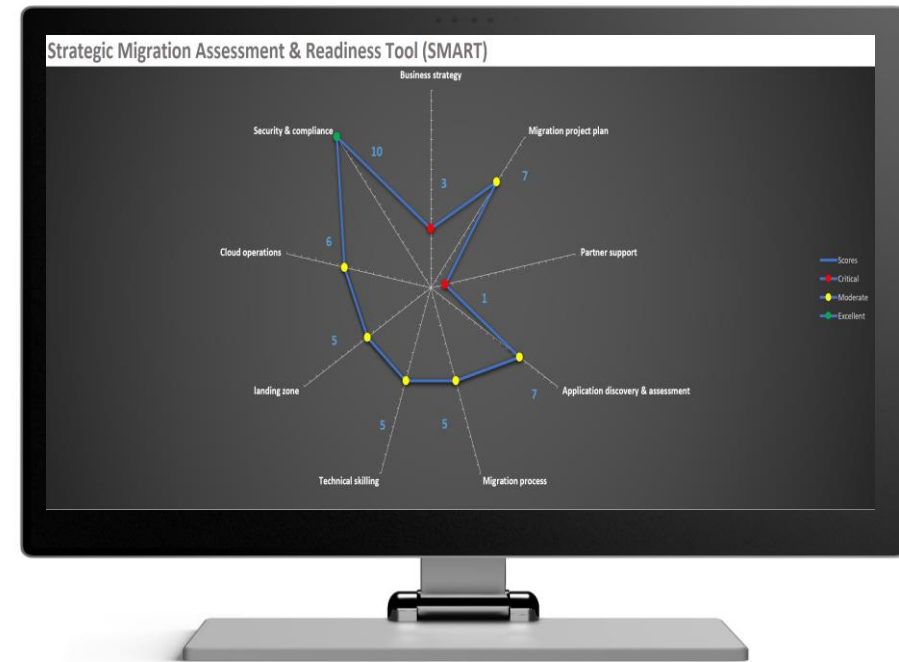 Strategic Migration Assessment & Readiness Tool (SMART)
Business strategy
Security & compliance
Migration project plan
10
7
3
6
Cloud operations
Partner support
Scores
Critical
1
Moderate
Excellent
5
landing zone
7
Application discovery & assessment
5
5
Technical skilling
Migration process